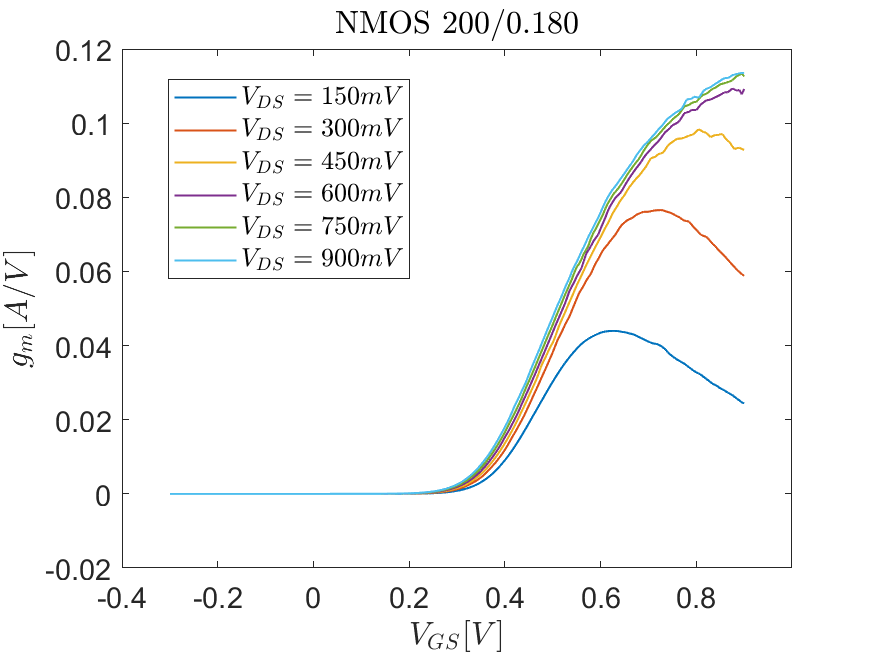 NMOS 200/0.180
0.12
0.1
0.08
0.06
0.04
0.02
0
-0.02
g_m[A/V]
V_DS = 150mV
V_DS = 300mV
V_DS = 450mV
V_DS = 600mV
V_DS = 750mV
V_DS = 900mV
-0.4 -0.2 0 0.2 0.4 0.6 0.8
V_GS[V]